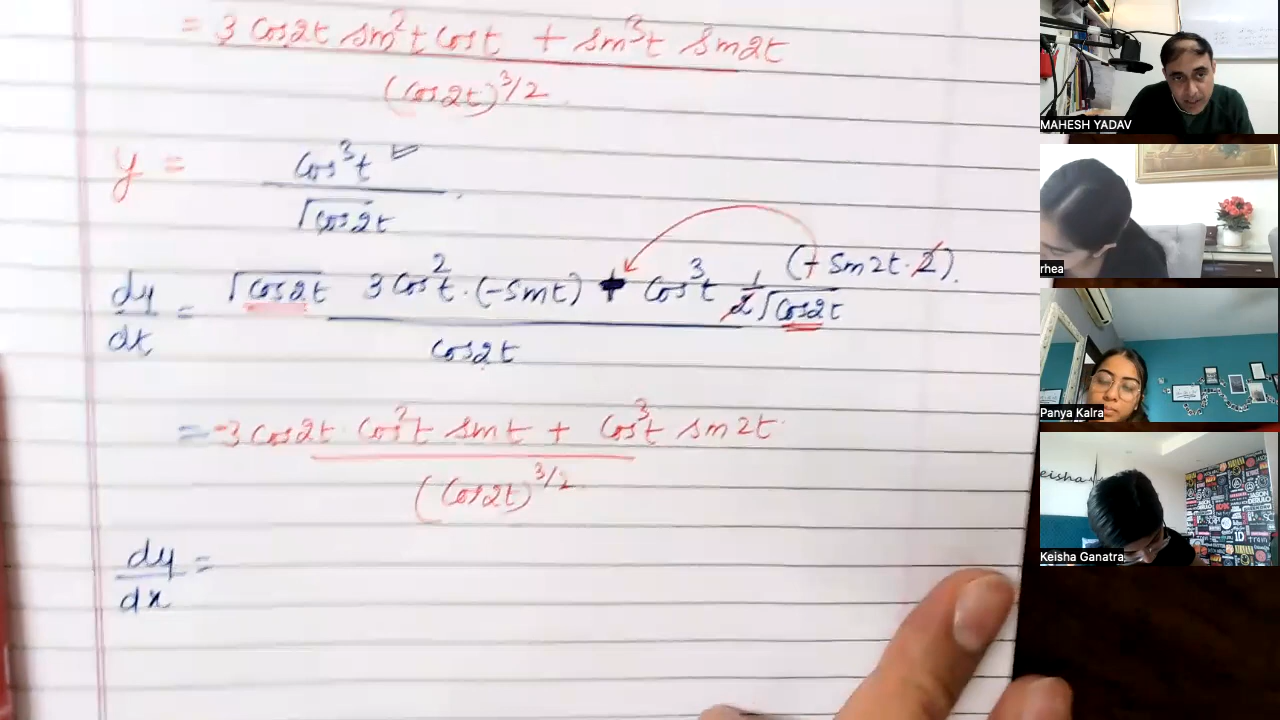 = 3 cos2t sin²t cost + sin³t sin2t
(cos2t)^3/2
y = cos³t
√cos2t
dy/dt = √cos2t 3cos²t·(-sint) + cos³t 1/2√cos2t (+sin2t·2).
cos2t
= -3cos2t·cos²t sint + cos³t sin2t
(cos2t)^3/2
dy/dx =
MAHESH YADAV
rhea
Panya Kalra
eisha
Keisha Ganatra